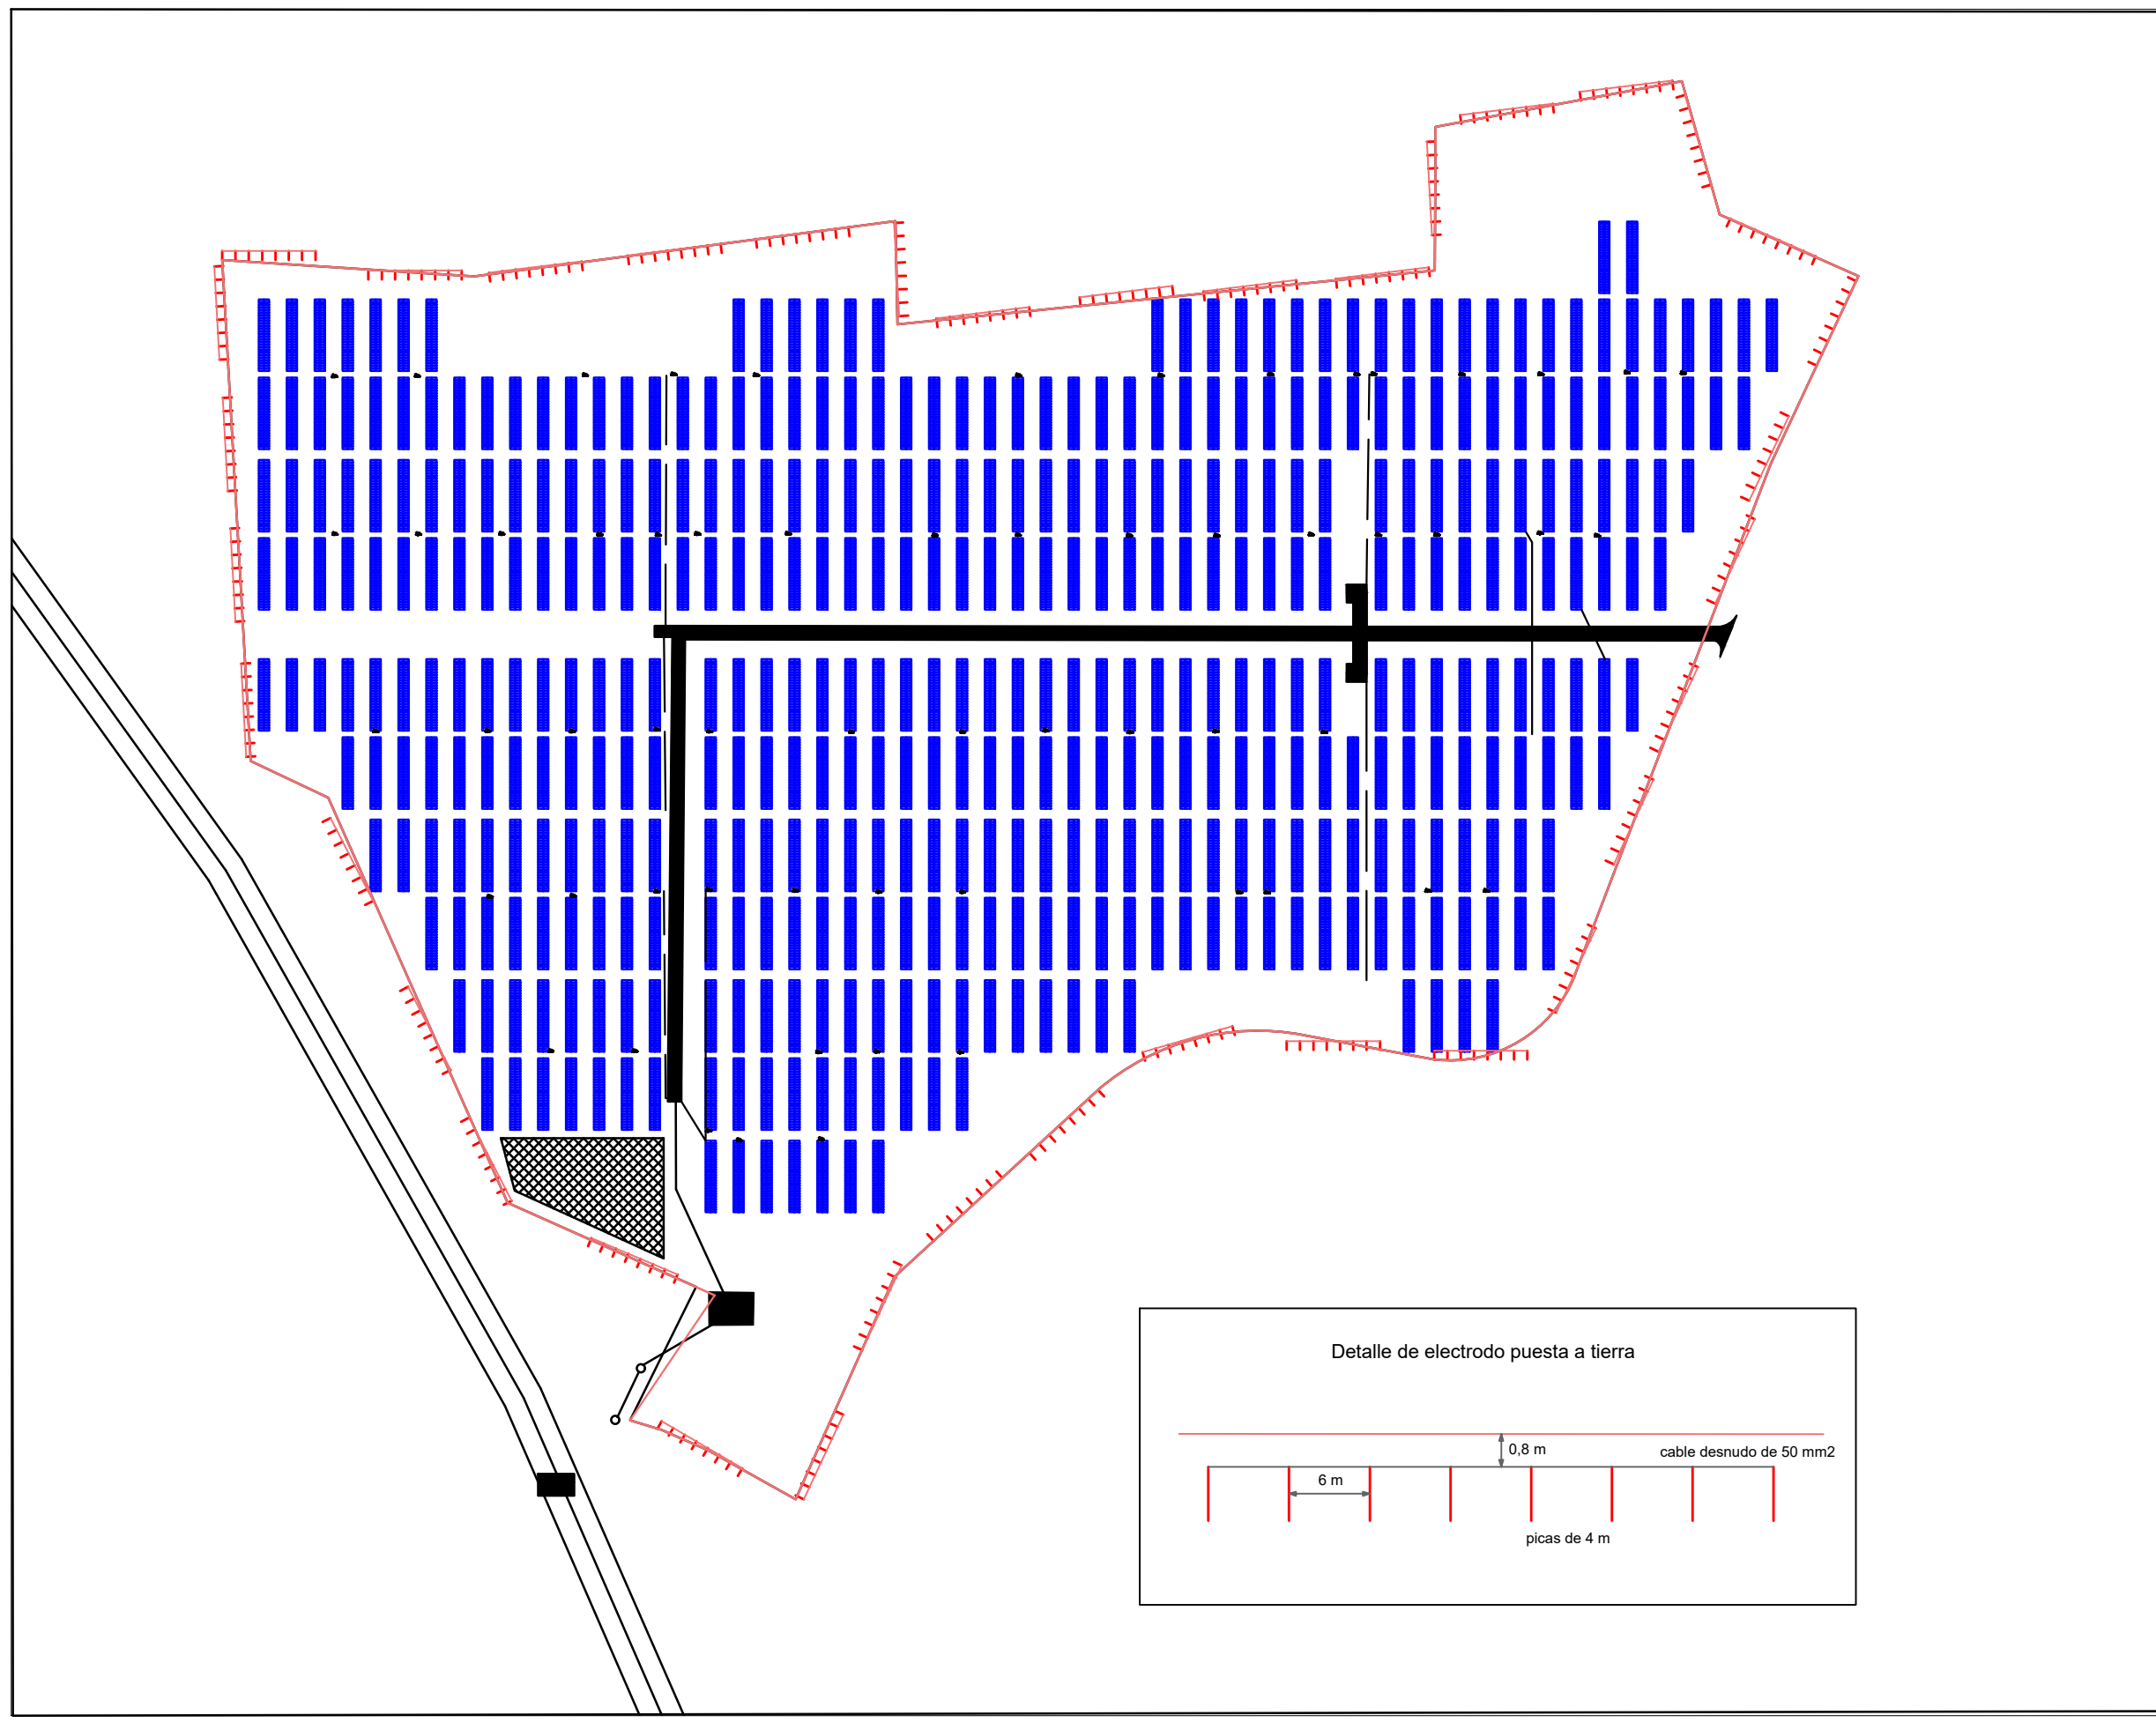 Detalle de electrodo puesta a tierra
0,8 m
cable desnudo de 50 mm2
6 m
picas de 4 m